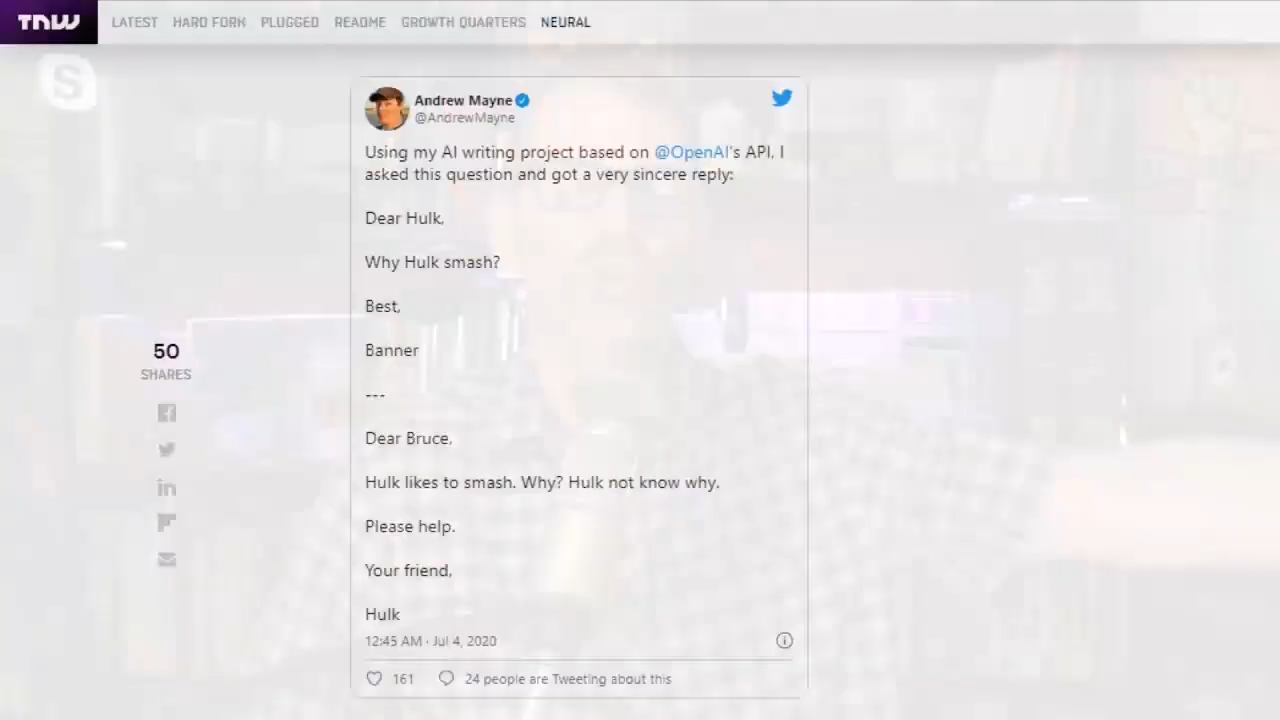 TNW LATEST HARD FORK PLUGGED README GROWTH QUARTERS NEURAL
S
Andrew Mayne
@AndrewMayne
Using my AI writing project based on @OpenAI's API, I
asked this question and got a very sincere reply:
Dear Hulk,
Why Hulk smash?
Best,
Banner
---
Dear Bruce,
Hulk likes to smash. Why? Hulk not know why.
Please help.
Your friend,
Hulk
12:45 AM · Jul 4, 2020
161 24 people are Tweeting about this
50
SHARES